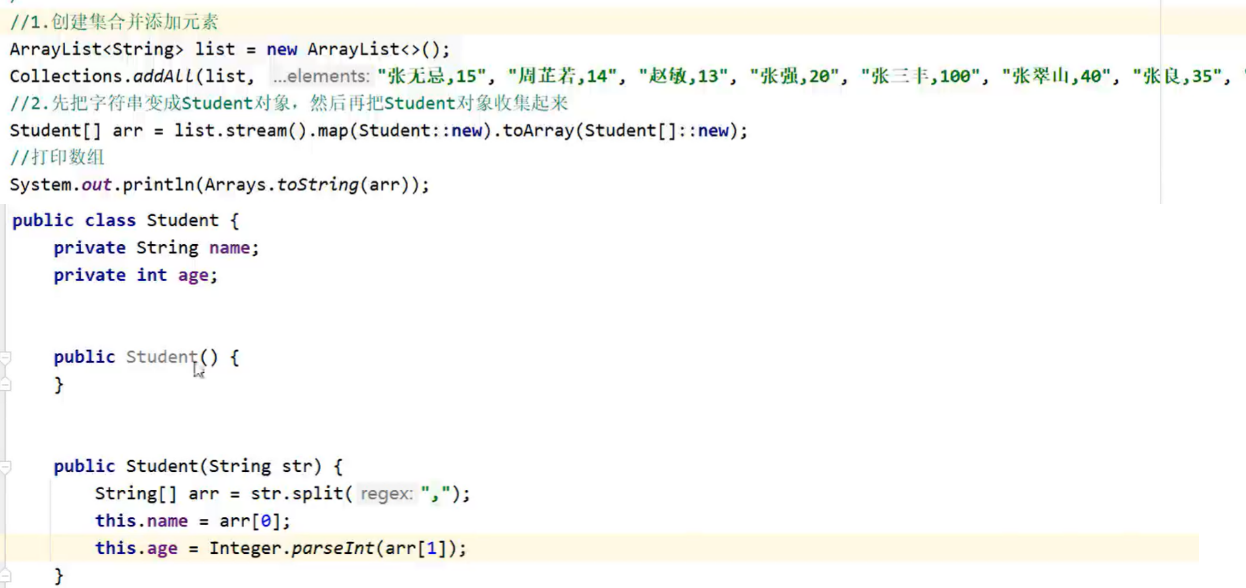 //1.创建集合并添加元素
ArrayList<String> list = new ArrayList<>();
Collections.addAll(list, ...elements: "张无忌,15", "周芷若,14", "赵敏,13", "张强,20", "张三丰,100", "张翠山,40", "张良,35", "
//2.先把字符串变成Student对象，然后再把Student对象收集起来
Student[] arr = list.stream().map(Student::new).toArray(Student[]::new);
//打印数组
System.out.println(Arrays.toString(arr));
public class Student {
    private String name;
    private int age;
    public Student() {
    }
    public Student(String str) {
        String[] arr = str.split( regex: ",");
        this.name = arr[0];
        this.age = Integer.parseInt(arr[1]);
    }